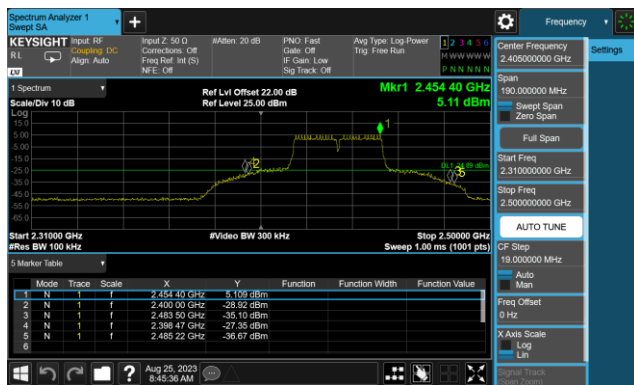 Spectrum Analyzer 1
Swept SA
Frequency
KEYSIGHT
RL
LXI
Input: RF
Coupling: DC
Align: Auto
Input Z: 50 Ω
Corrections: Off
Freq Ref: Int (S)
NFE: Off
#Atten: 20 dB
PNO: Fast
Gate: Off
IF Gain: Low
Sig Track: Off
Avg Type: Log-Power
Trig: Free Run
1 2 3 4 5 6
M W W W W W
P N N N N N
Center Frequency
2.405000000 GHz
Settings
Span
190.000000 MHz
Swept Span
Zero Span
Full Span
Start Freq
2.310000000 GHz
Stop Freq
2.500000000 GHz
AUTO TUNE
CF Step
19.000000 MHz
Auto
Man
Freq Offset
0 Hz
X Axis Scale
Log
Lin
Signal Track
(Span Zoom)
1 Spectrum
Scale/Div 10 dB
Log
Ref Lvl Offset 22.00 dB
Ref Level 25.00 dBm
Mkr1 2.454 40 GHz
5.11 dBm
15.0
5.00
-5.00
-15.0
-25.0
-35.0
-45.0
-55.0
-65.0
1
2
DL1 -24.89 dBm
Start 2.31000 GHz
#Res BW 100 kHz
#Video BW 300 kHz
Stop 2.50000 GHz
Sweep 1.00 ms (1001 pts)
5 Marker Table
Mode Trace Scale X Y Function Function Width Function Value
1 N 1 f 2.454 40 GHz 5.109 dBm
2 N 1 f 2.400 00 GHz -28.92 dBm
3 N 1 f 2.483 50 GHz -35.10 dBm
4 N 1 f 2.398 47 GHz -27.35 dBm
5 N 1 f 2.485 22 GHz -36.67 dBm
6
?
Aug 25, 2023
8:45:36 AM